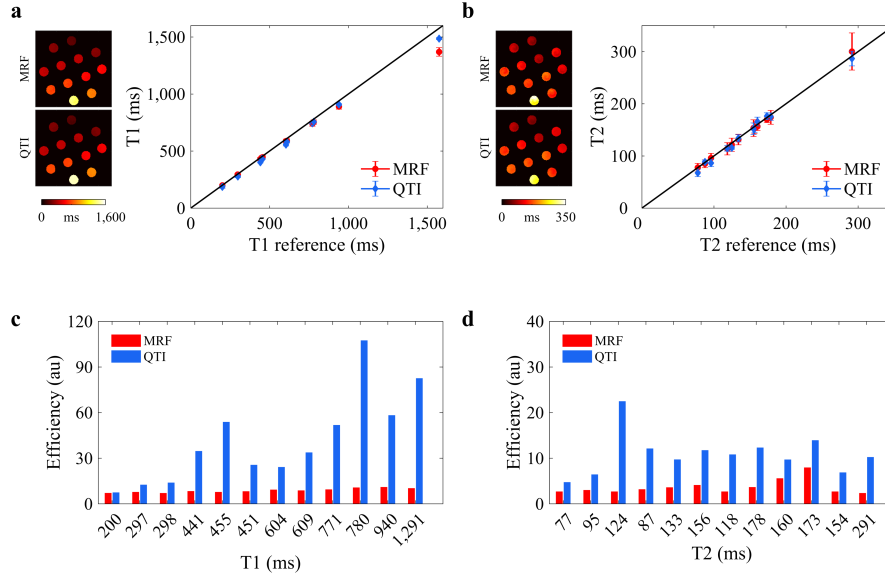 a
MRF
QTI
0 ms 1,600
T1 (ms)
1,500
1,000
500
0
0 500 1,000 1,500
T1 reference (ms)
MRF
QTI
b
MRF
QTI
0 ms 350
T2 (ms)
300
200
100
0
0 100 200 300
T2 reference (ms)
MRF
QTI
c
Efficiency (au)
120
90
60
30
0
MRF
QTI
200 297 298 441 455 451 604 609 771 780 940 1,291
T1 (ms)
d
Efficiency (au)
40
30
20
10
0
MRF
QTI
77 95 124 87 133 156 118 178 160 173 154 291
T2 (ms)